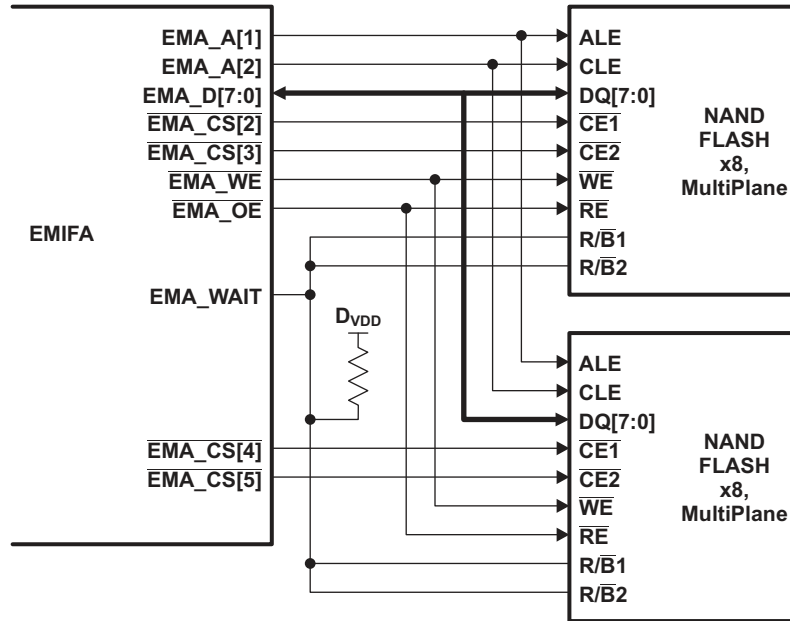 EMA_A[1]
EMA_A[2]
EMA_D[7:0]
EMA_CS[2]
EMA_CS[3]
EMA_WE
EMA_OE
EMIFA
EMA_WAIT
EMA_CS[4]
EMA_CS[5]
DVDD
ALE
CLE
DQ[7:0]
CE1
CE2
WE
RE
R/B1
R/B2
NAND
FLASH
x8,
MultiPlane
ALE
CLE
DQ[7:0]
CE1
CE2
WE
RE
R/B1
R/B2
NAND
FLASH
x8,
MultiPlane